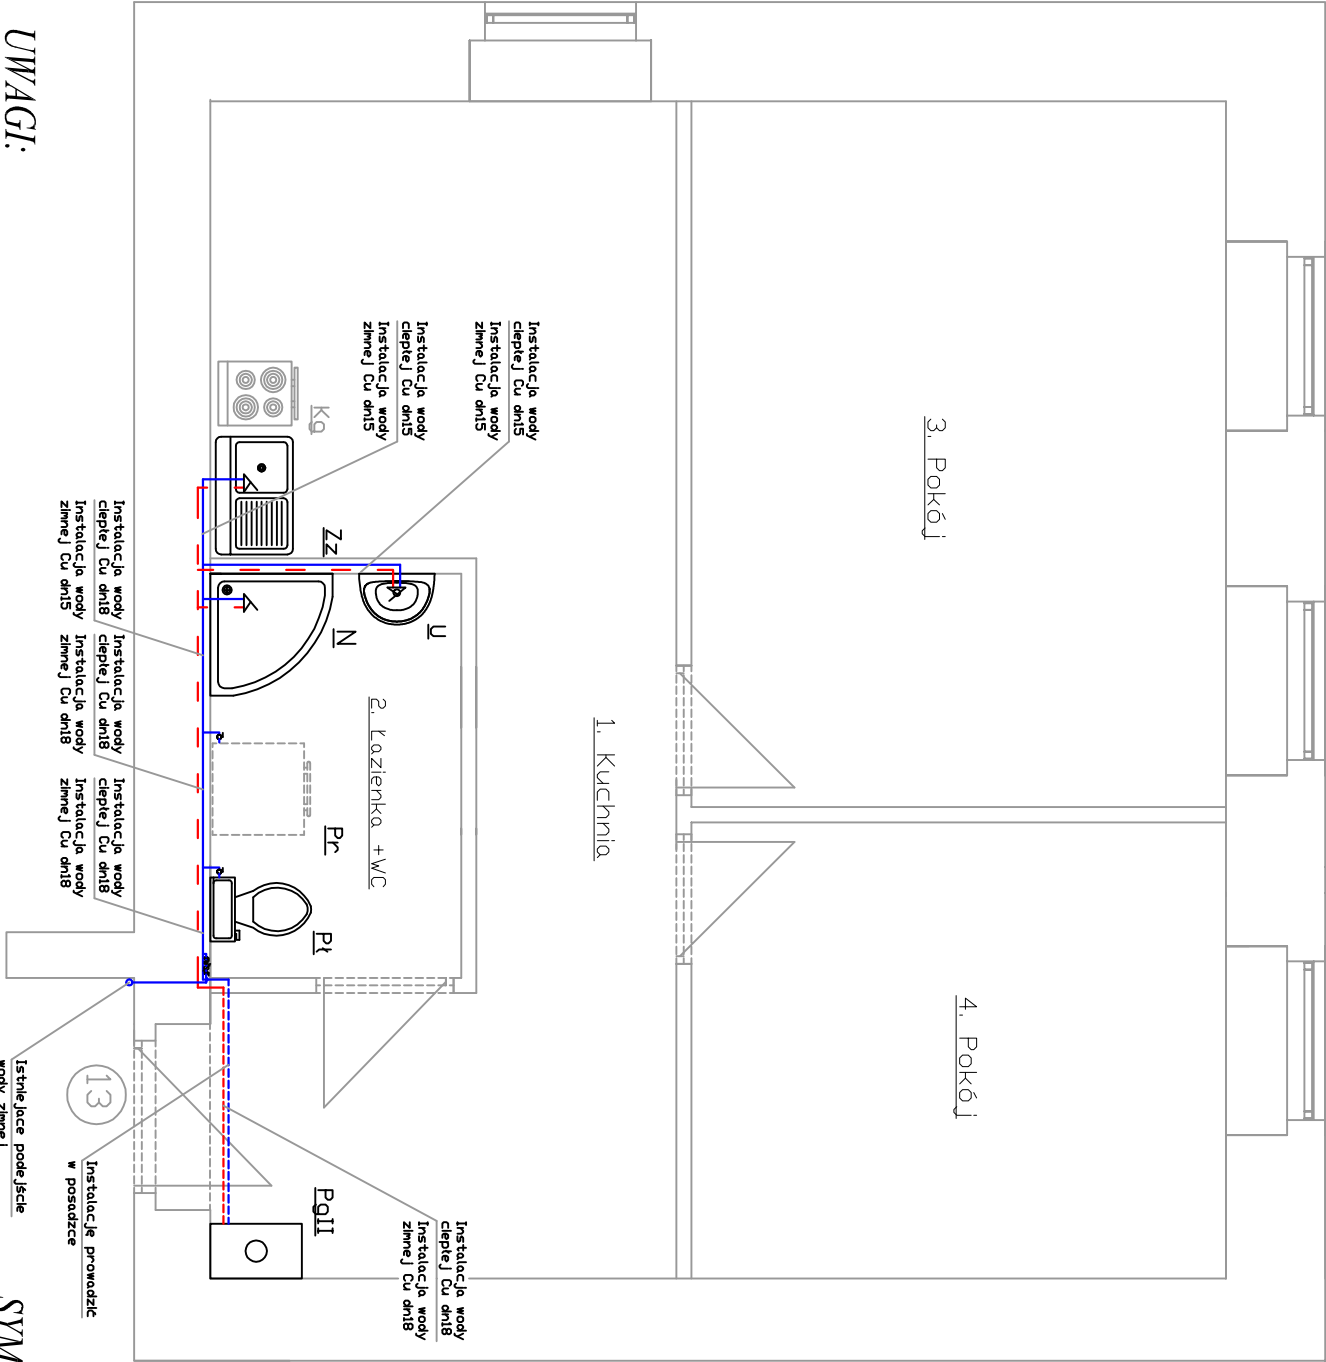 3. Pokój
4. Pokój
1. Kuchnia
Instalacja wody
ciepłej Cu dn15
Instalacja wody
zimnej Cu dn15
Instalacja wody
ciepłej Cu dn18
Instalacja wody
zimnej Cu dn18
U
Instalacja wody
ciepłej Cu dn15
Instalacja wody
zimnej Cu dn15
2. Łazienka +WC
Kg
Zz
N
Pr
Pł
PgII
Instalacja wody
ciepłej Cu dn18
Instalacja wody
zimnej Cu dn15
Instalacja wody
ciepłej Cu dn18
Instalacja wody
zimnej Cu dn18
Instalacja wody
ciepłej Cu dn18
Instalacja wody
zimnej Cu dn18
13
Instalację prowadzić
w posadzce
Istniejace podejście
wody zimnej
UWAGI:
SYM